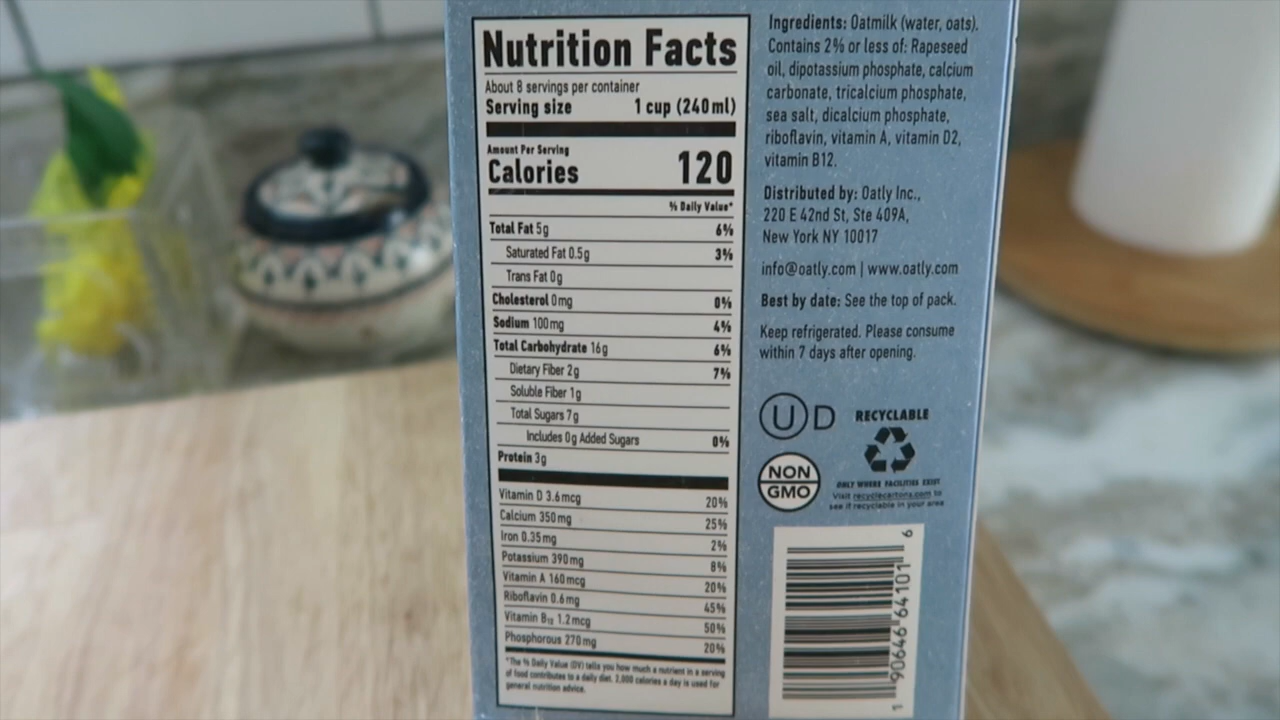 Nutrition Facts
About 8 servings per container
Serving size 1 cup (240ml)
Amount Per Serving
Calories 120
% Daily Value*
Total Fat 5g 6%
Saturated Fat 0.5g 3%
Trans Fat 0g
Cholesterol 0mg 0%
Sodium 100mg 4%
Total Carbohydrate 16g 6%
Dietary Fiber 2g 7%
Soluble Fiber 1g
Total Sugars 7g
Includes 0g Added Sugars 0%
Protein 3g
Vitamin D 3.6mcg 20%
Calcium 350mg 25%
Iron 0.35mg 2%
Potassium 390mg 8%
Vitamin A 160mcg 20%
Riboflavin 0.6mg 45%
Vitamin B12 1.2mcg 50%
Phosphorous 270mg 20%
*The % Daily Value (DV) tells you how much a nutrient in a serving
of food contributes to a daily diet. 2,000 calories a day is used for
general nutrition advice.
Ingredients: Oatmilk (water, oats).
Contains 2% or less of: Rapeseed
oil, dipotassium phosphate, calcium
carbonate, tricalcium phosphate,
sea salt, dicalcium phosphate,
riboflavin, vitamin A, vitamin D2,
vitamin B12.
Distributed by: Oatly Inc.,
220 E 42nd St, Ste 409A,
New York NY 10017
info@oatly.com | www.oatly.com
Best by date: See the top of pack.
Keep refrigerated. Please consume
within 7 days after opening.
U D
RECYCLABLE
NON
GMO
ONLY WHERE FACILITIES EXIST
Visit recyclecartons.com to
see if recyclable in your area
1 90646 64101 6